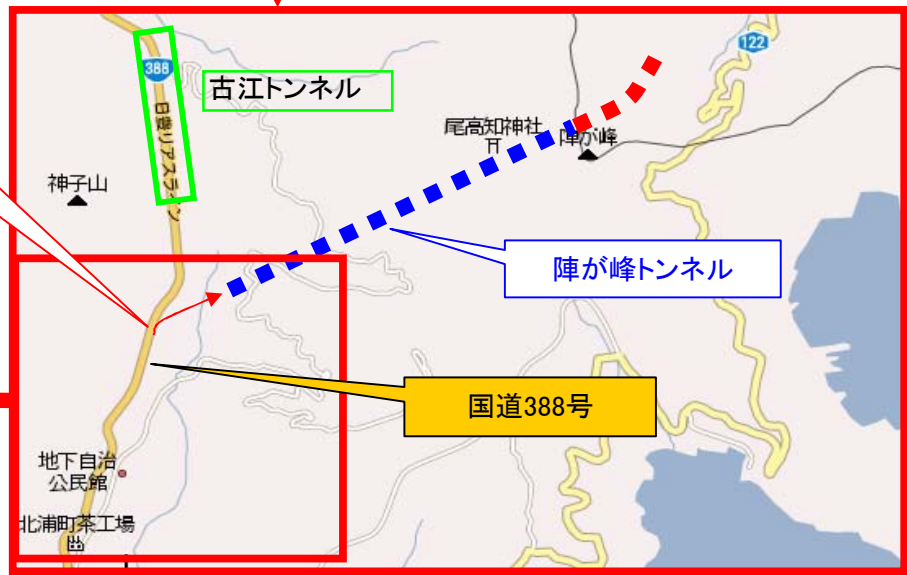 122
388
古江トンネル
日豊リアスライン
尾高知神社
陣が峰
神子山
陣が峰トンネル
国道388号
地下自治
公民館
北浦町茶工場